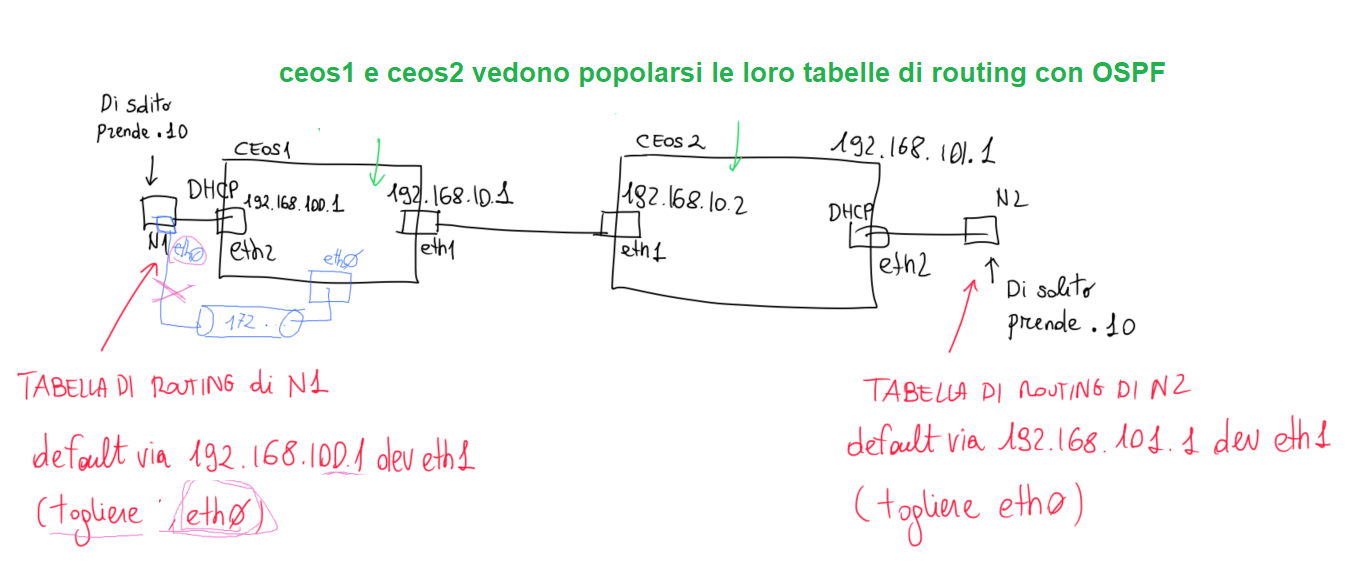 ceos1 e ceos2 vedono popolarsi le loro tabelle di routing con OSPF
Di solito
prende .10
CEOS1
DHCP
192.168.100.1
192.168.10.1
N1
eth0
eth2
eth0
eth1
172..
CEOS2
192.168.101.1
192.168.10.2
DHCP
N2
eth1
eth2
Di solito
prende .10
TABELLA DI ROUTING di N1
default via 192.168.100.1 dev eth1
(togliere eth0)
TABELLA DI ROUTING DI N2
default via 192.168.101.1 dev eth1
(togliere eth0)